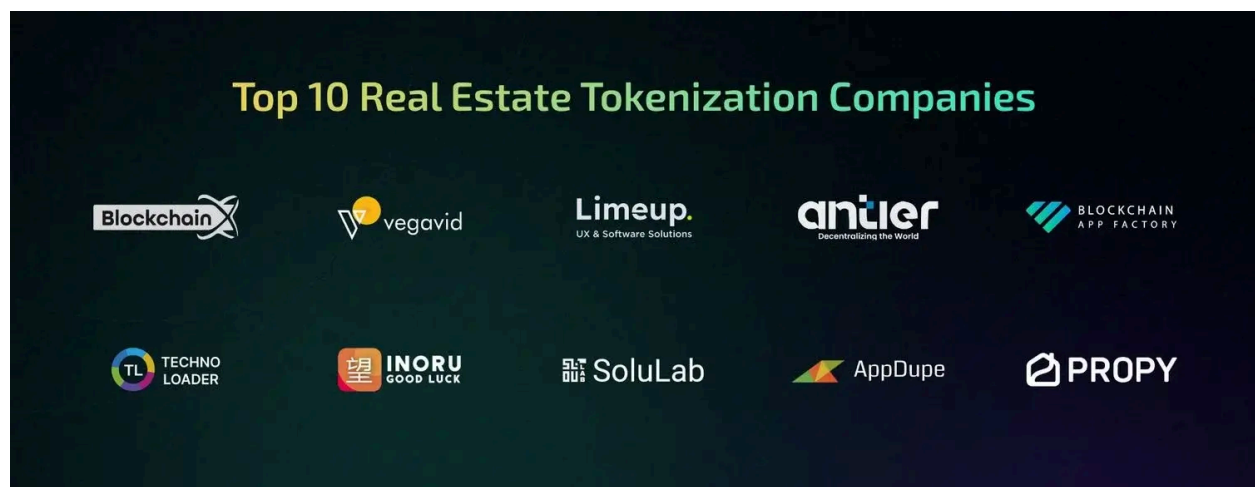 Top 10 Real Estate Tokenization Companies
BlockchainX
vegavid
Limeup.
UX & Software Solutions
antier
Decentralizing the World
BLOCKCHAIN
APP FACTORY
TL
TECHNO
LOADER
望
INORU
GOOD LUCK
SoluLab
AppDupe
PROPY